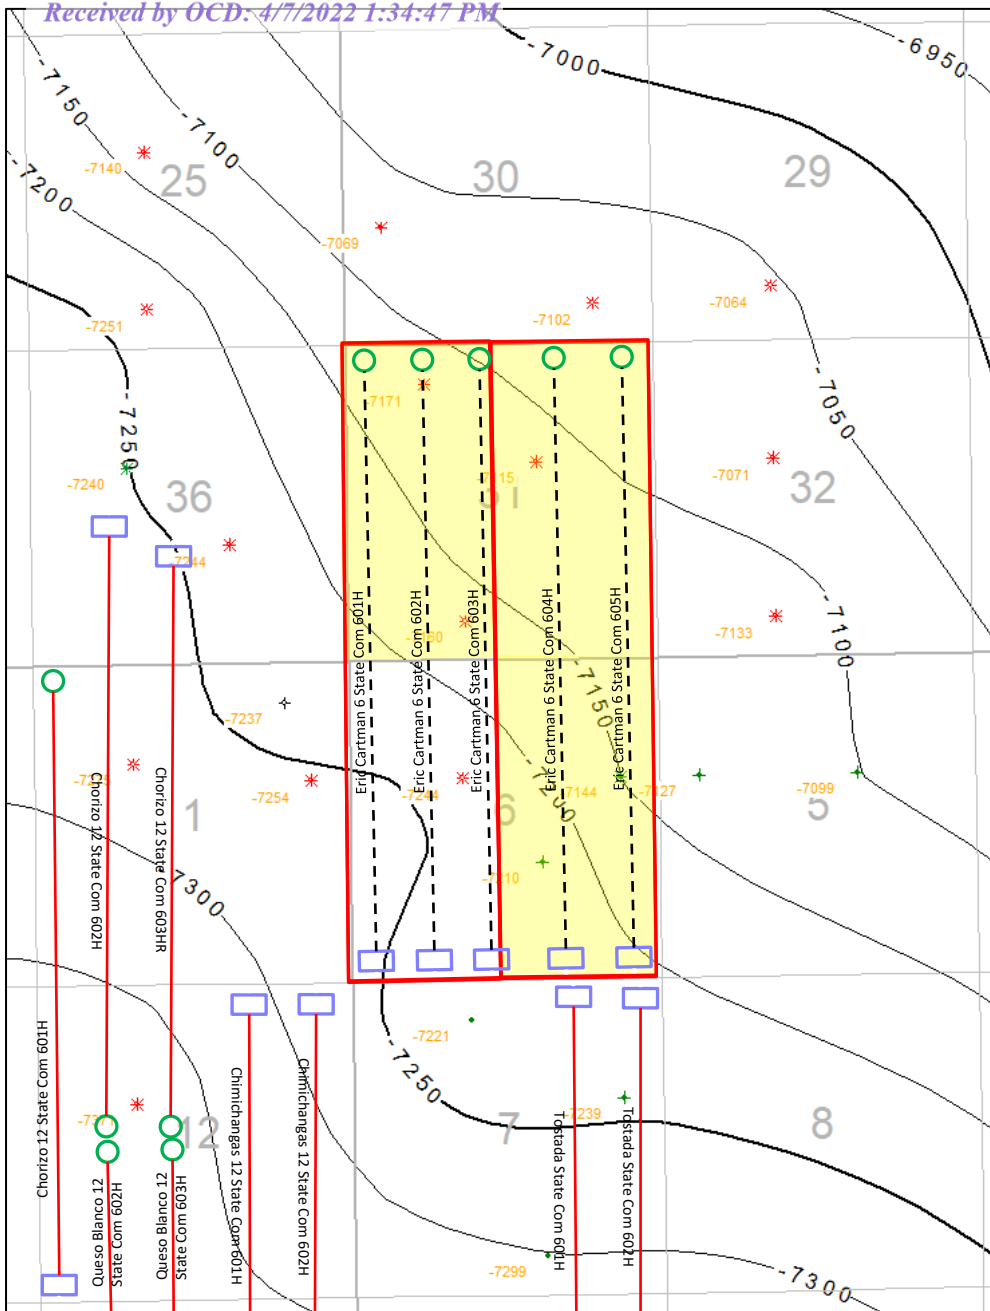 Received by OCD: 4/7/2022 1:34:47 PM
-7000
-6950
-7150
-7100
-7140
25
30
29
-7200
-7069
-7064
-7102
-7251
-7171
-7050
-7250
-7115
-7071
32
-7240
36
31
-7244
-7133
-7160
-7100
Eric Cartman 6 State Com 601H
Eric Cartman 6 State Com 602H
Eric Cartman 6 State Com 603H
Eric Cartman 6 State Com 604H
Eric Cartman 6 State Com 605H
-7150
-7237
-7200
-7254
-7244
-7144
-7127
-7099
1
6
5
Chorizo 12 State Com 602H
Chorizo 12 State Com 603HR
-7300
-7210
-7221
-7250
Chorizo 12 State Com 601H
12
Chimichangas 12 State Com 601H
Chimichangas 12 State Com 602H
7
-7239
8
Tostada State Com 601H
Tostada State Com 602H
Queso Blanco 12
State Com 602H
Queso Blanco 12
State Com 603H
-7299
-7300